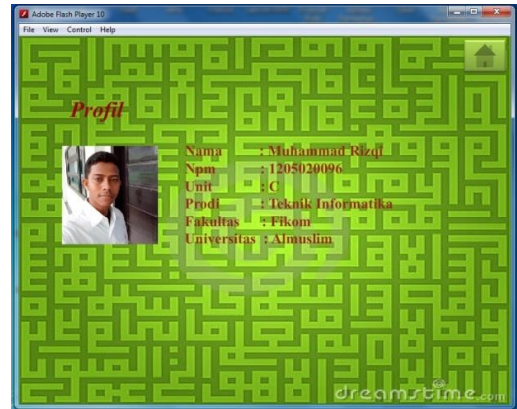 Adobe Flash Player 10
File View Control Help
Profil
Nama : Muhammad Rizqi
Npm : 1205020096
Unit : C
Prodi : Teknik Informatika
Fakultas : Fikom
Universitas : Almuslim
dreamstime.com